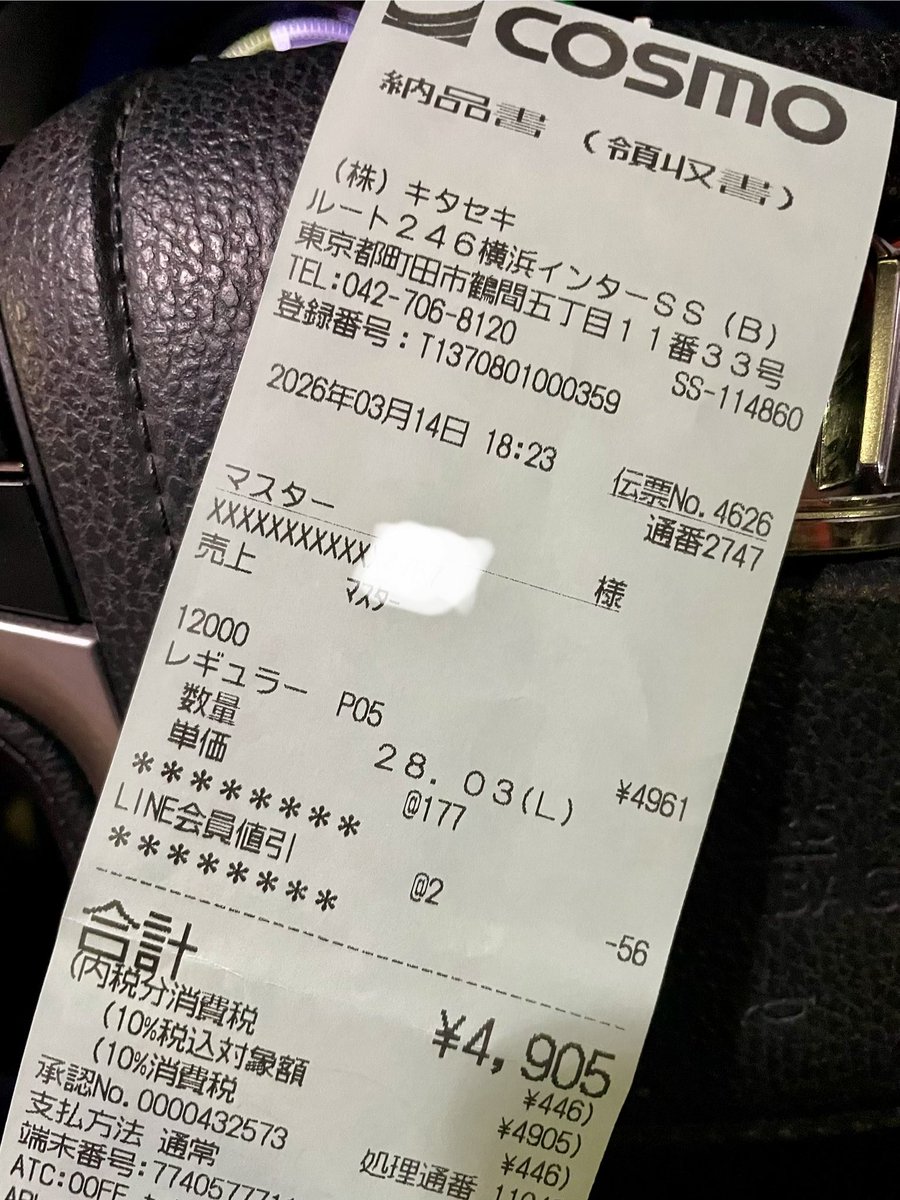 COSMO
納品書 (領収書)
(株) キタセキ
ルート246横浜インターSS (B)
東京都町田市鶴間五丁目11番33号
TEL:042-706-8120 SS-114860
登録番号:T1370801000359
2026年03月14日 18:23
伝票No.4626
通番2747
マスター
XXXXXXXXXXX 様
売上 マスター
12000
レギュラー P05
数量 28.03(L) ¥4961
単価 @177
********
LINE会員値引 @2 -56
********
合計 ¥4,905
(内税分消費税 ¥446)
(10%税込対象額 ¥4905)
(10%消費税 ¥446)
承認No.0000432573
支払方法 通常 処理通番
端末番号:774057771
ATC:00FE